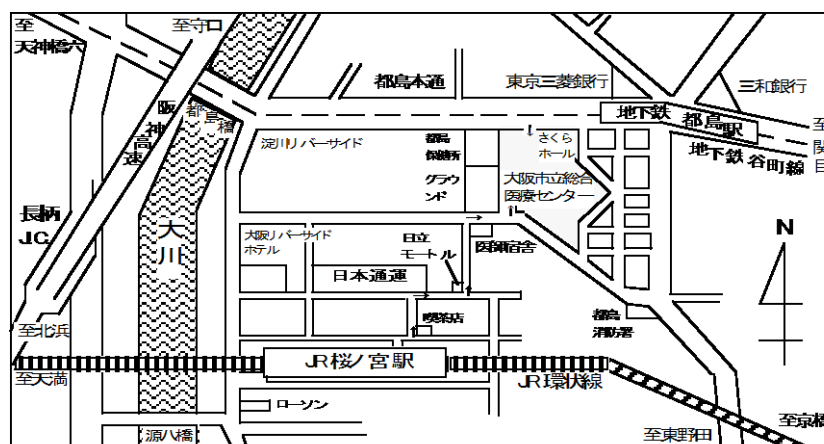 至
天神橋六
至守口
都島本通
東京三菱銀行
三和銀行
地下鉄
都島駅
至
関
目
地下鉄谷町線
阪神高速
都島橋
淀川リバーサイド
都島
保健所
グラウ
ンド
さくら
ホール
大阪市立総合
医療センター
長柄
JC
大川
大阪リバーサイド
ホテル
日立
モートル
医師宿舎
日本通運
N
至北浜
喫茶店
都島
消防署
至天満
JR桜ノ宮駅
JR環状線
ローソン
源八橋
至東野田
至京橋